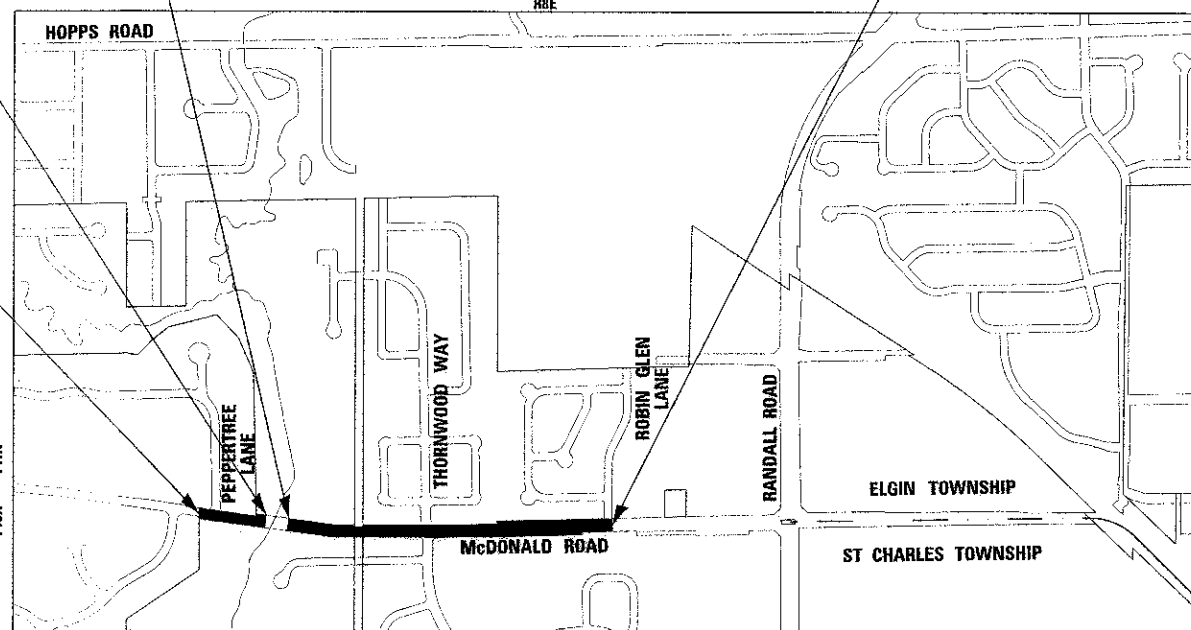 R8E
HOPPS ROAD
THORNWOOD WAY
ROBIN GLEN
LANE
PEPPERTREE
LANE
RANDALL ROAD
ELGIN TOWNSHIP
McDONALD ROAD
ST CHARLES TOWNSHIP